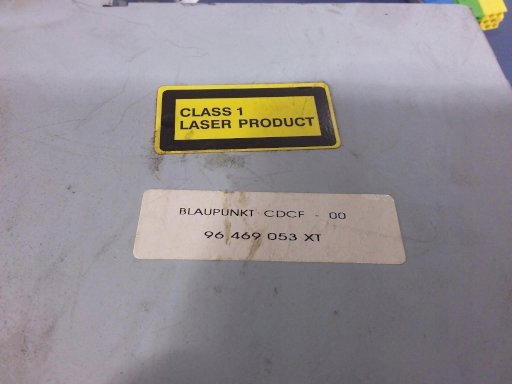 CLASS 1
LASER PRODUCT
BLAUPUNKT CDCF - 00
96 469 053 XT